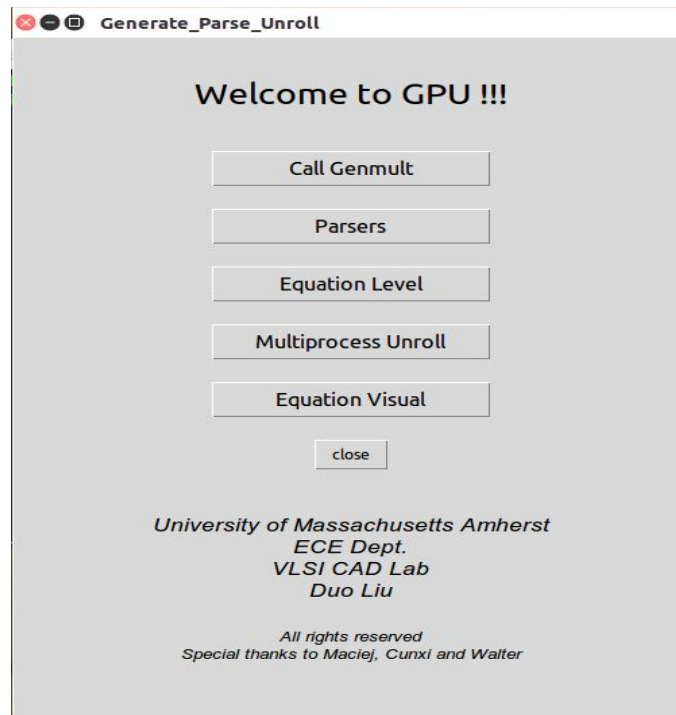 Generate_Parse_Unroll
Welcome to GPU !!!
Call Genmult
Parsers
Equation Level
Multiprocess Unroll
Equation Visual
close
University of Massachusetts Amherst
ECE Dept.
VLSI CAD Lab
Duo Liu
All rights reserved
Special thanks to Maciej, Cunxi and Walter